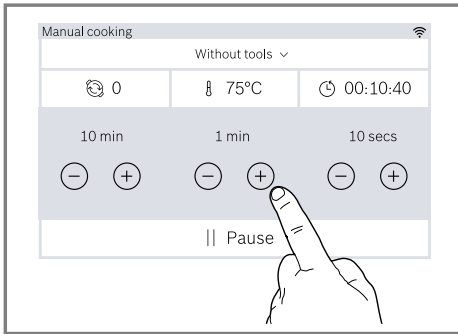 Manual cooking
Without tools
0 75°C 00:10:40
10 min 1 min 10 secs
− + − + − +
|| Pause